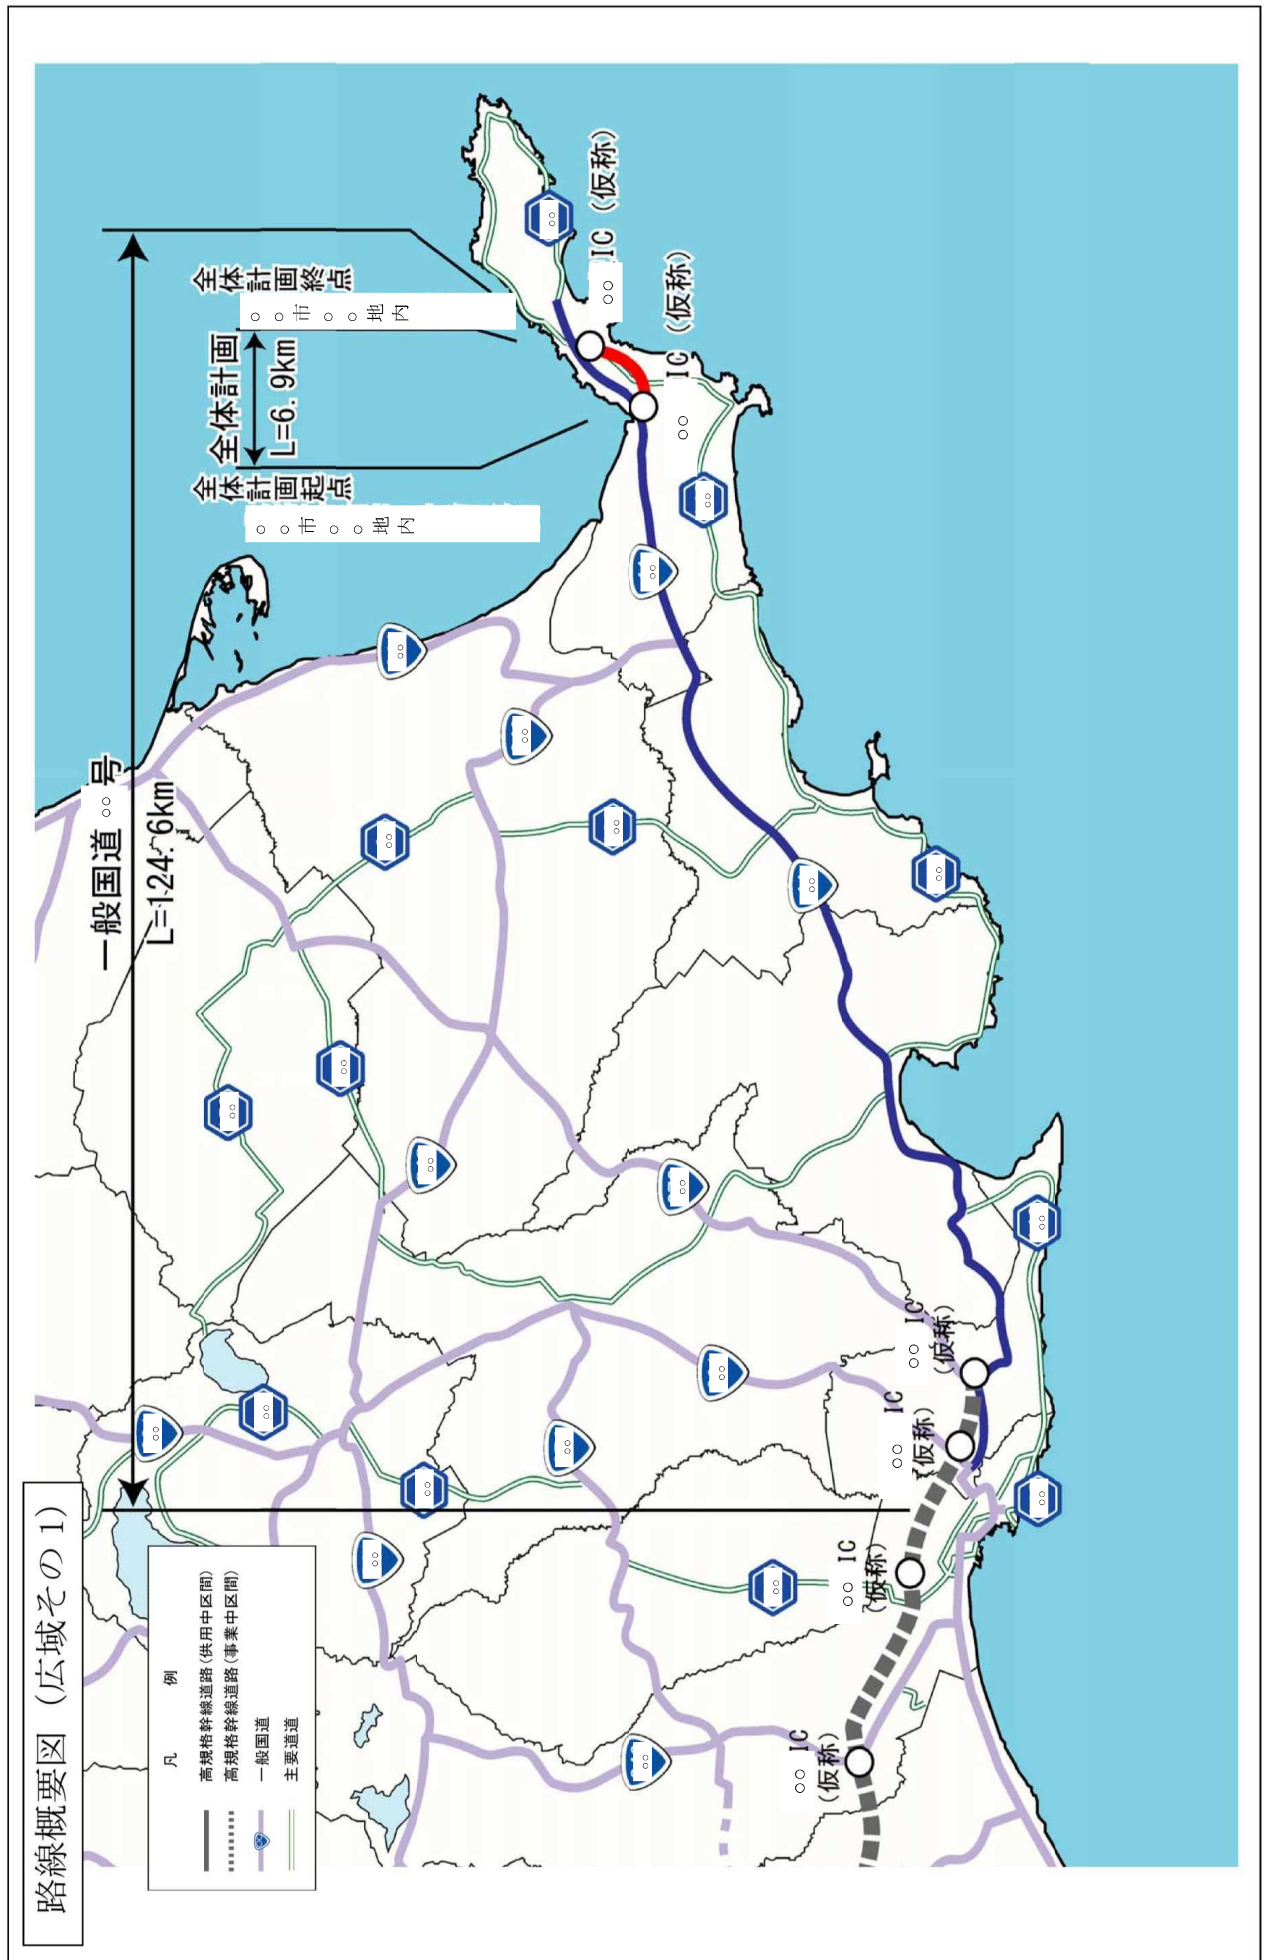 路線概要図（広域その1）
凡　例
高規格幹線道路(供用中区間)
高規格幹線道路(事業中区間)
一般国道
主要道道
一般国道○○号
L=124.6km
全体計画起点
○○市○○地内
全体計画
L=6.9km
全体計画終点
○○市○○地内
○○IC（仮称）
○○IC（仮称）
○○IC
(仮称)
○○IC
(仮称)
○○IC
(仮称)
○○IC
(仮称)